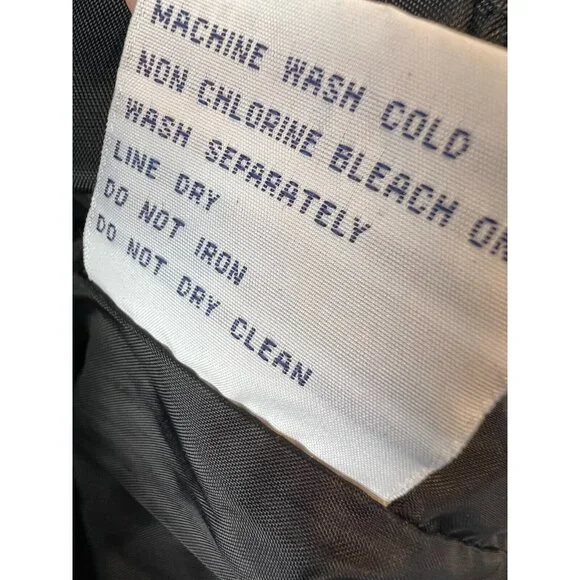 MACHINE WASH COLD
NON CHLORINE BLEACH
WASH SEPARATELY
LINE DRY
DO NOT IRON
DO NOT DRY CLEAN